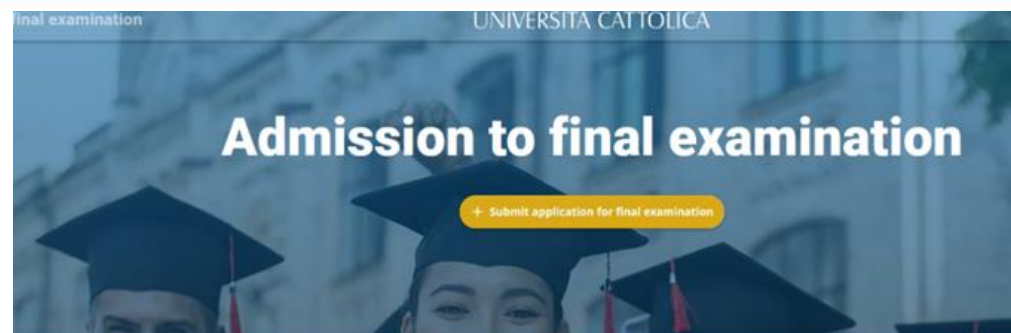 final examination
UNIVERSITÀ CATTOLICA
Admission to final examination
+ Submit application for final examination